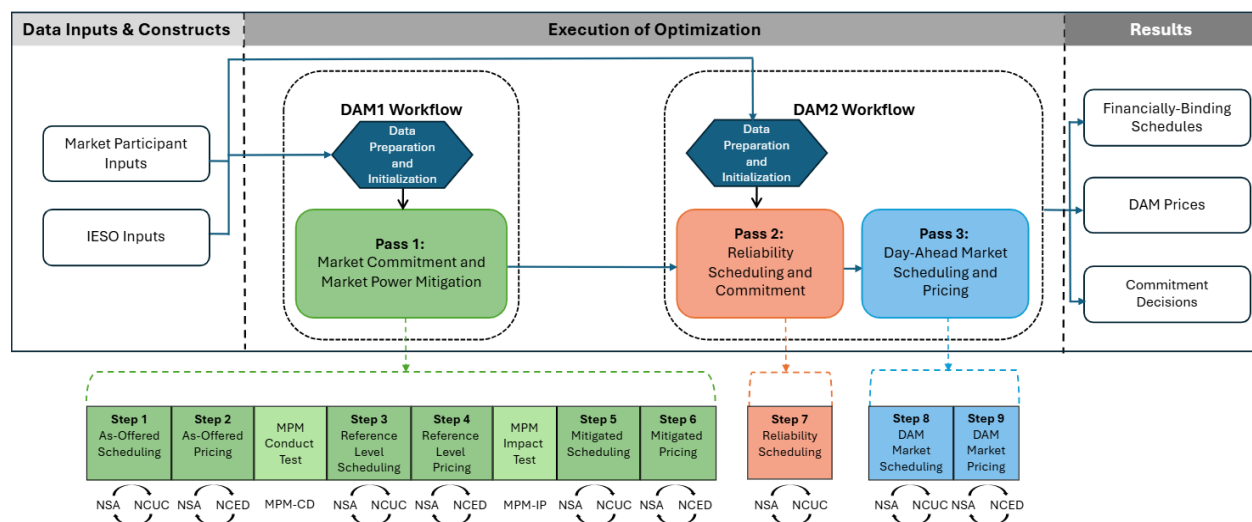 Data Inputs & Constructs
Execution of Optimization
Results
DAM1 Workflow
DAM2 Workflow
Market Participant
Inputs
IESO Inputs
Data
Preparation
and
Initialization
Data
Preparation
and
Initialization
Pass 1:
Market Commitment and
Market Power Mitigation
Pass 2:
Reliability
Scheduling and
Commitment
Pass 3:
Day-Ahead Market
Scheduling and
Pricing
Financially-Binding
Schedules
DAM Prices
Commitment
Decisions
Step 1
As-Offered
Scheduling
Step 2
As-Offered
Pricing
MPM
Conduct
Test
Step 3
Reference
Level
Scheduling
Step 4
Reference
Level
Pricing
MPM
Impact
Test
Step 5
Mitigated
Scheduling
Step 6
Mitigated
Pricing
Step 7
Reliability
Scheduling
Step 8
DAM
Market
Scheduling
Step 9
DAM
Market
Pricing
NSA NCUC
NSA NCED
MPM-CD
NSA NCUC
NSA NCED
MPM-IP
NSA NCUC
NSA NCED
NSA NCUC
NSA NCUC
NSA NCED